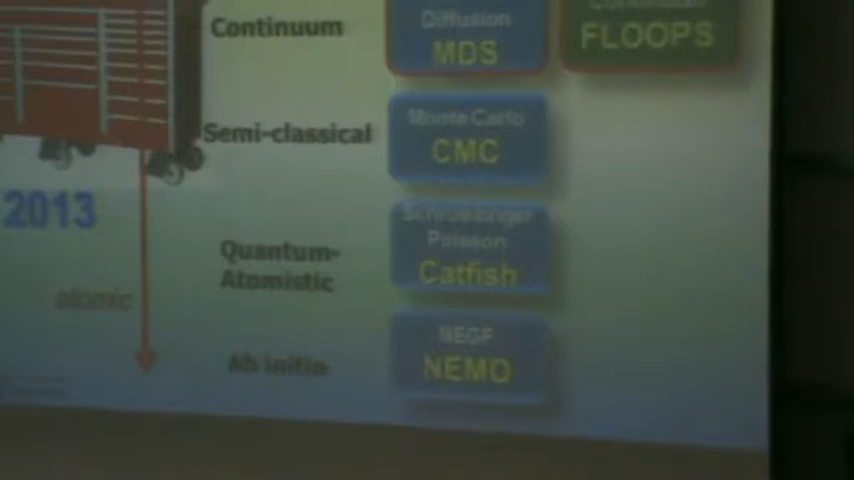 Continuum
Diffusion
MDS
FLOOPS
Semi-classical
Monte Carlo
CMC
2013
Schroedinger
Poisson
Catfish
Quantum-
Atomistic
atomic
NEGF
NEMO
Ab initio